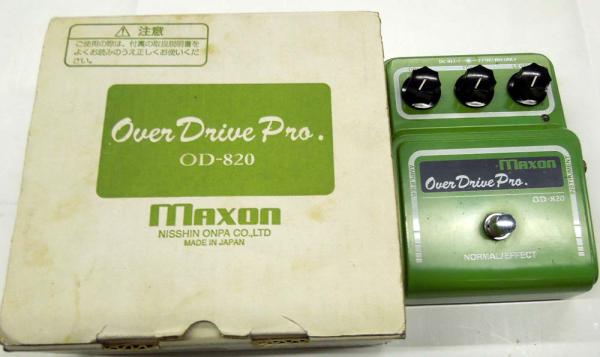 ⚠ 注意
ご使用の際は、付属の取扱説明書を
よくお読みのうえ正しくお使いくだ
さい。
Over Drive Pro.
OD-820
maxon
NISSHIN ONPA CO.,LTD
MADE IN JAPAN
maxon
Over Drive Pro.
OD-820
AMPLIFIER
INSTRUMENT
NORMAL/EFFECT